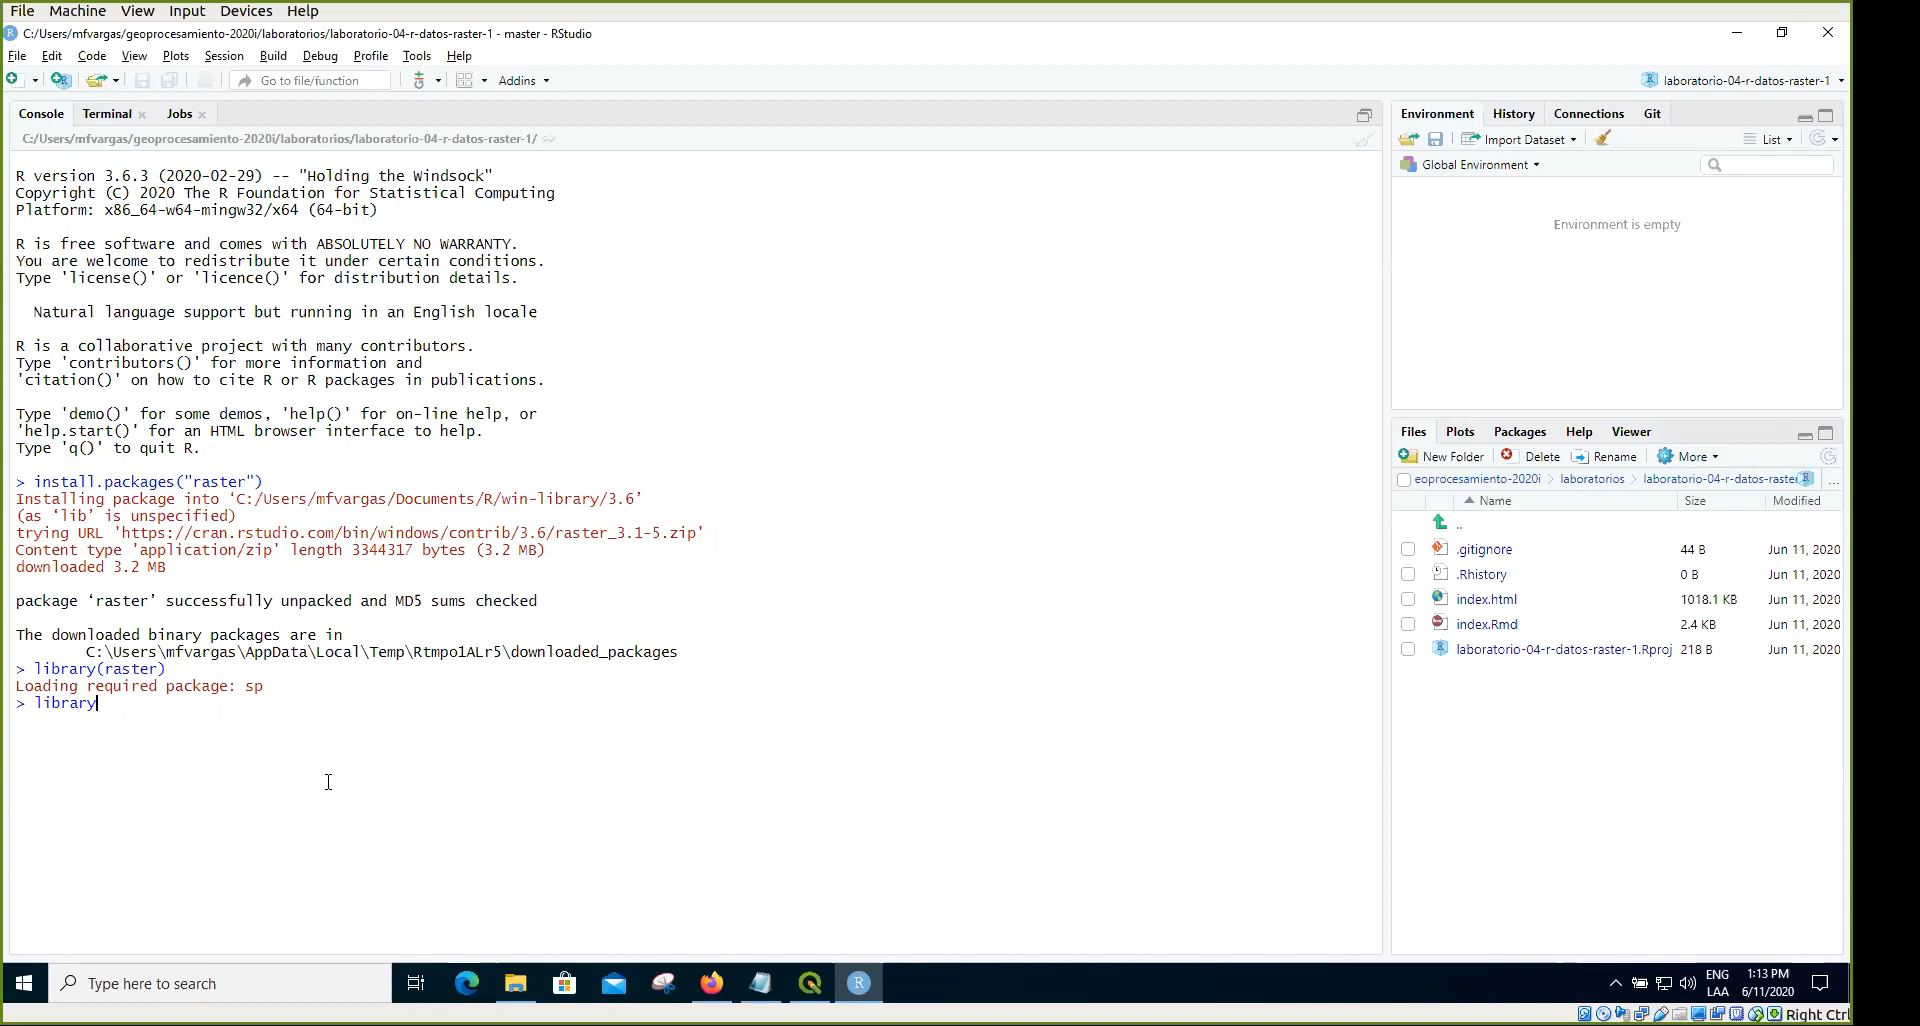 File Machine View Input Devices Help
C:/Users/mfvargas/geoprocesamiento-2020i/laboratorios/laboratorio-04-r-datos-raster-1 - master - RStudio
File Edit Code View Plots Session Build Debug Profile Tools Help
Go to file/function
Addins
laboratorio-04-r-datos-raster-1
Console Terminal Jobs
C:/Users/mfvargas/geoprocesamiento-2020i/laboratorios/laboratorio-04-r-datos-raster-1/
R version 3.6.3 (2020-02-29) -- "Holding the Windsock"
Copyright (C) 2020 The R Foundation for Statistical Computing
Platform: x86_64-w64-mingw32/x64 (64-bit)
R is free software and comes with ABSOLUTELY NO WARRANTY.
You are welcome to redistribute it under certain conditions.
Type 'license()' or 'licence()' for distribution details.
Natural language support but running in an English locale
R is a collaborative project with many contributors.
Type 'contributors()' for more information and
'citation()' on how to cite R or R packages in publications.
Type 'demo()' for some demos, 'help()' for on-line help, or
'help.start()' for an HTML browser interface to help.
Type 'q()' to quit R.
> install.packages("raster")
Installing package into ‘C:/Users/mfvargas/Documents/R/win-library/3.6’
(as ‘lib’ is unspecified)
trying URL 'https://cran.rstudio.com/bin/windows/contrib/3.6/raster_3.1-5.zip'
Content type 'application/zip' length 3344317 bytes (3.2 MB)
downloaded 3.2 MB
package ‘raster’ successfully unpacked and MD5 sums checked
The downloaded binary packages are in
C:\Users\mfvargas\AppData\Local\Temp\Rtmpo1ALr5\downloaded_packages
> library(raster)
Loading required package: sp
> library
Environment History Connections Git
Import Dataset List
Global Environment
Environment is empty
Files Plots Packages Help Viewer
New Folder Delete Rename More
eoprocesamiento-2020i > laboratorios > laboratorio-04-r-datos-raster ...
Name Size Modified
..
.gitignore 44 B Jun 11, 2020
.Rhistory 0 B Jun 11, 2020
index.html 1018.1 KB Jun 11, 2020
index.Rmd 2.4 KB Jun 11, 2020
laboratorio-04-r-datos-raster-1.Rproj 218 B Jun 11, 2020
Type here to search
ENG 1:13 PM
LAA 6/11/2020
Right Ctrl